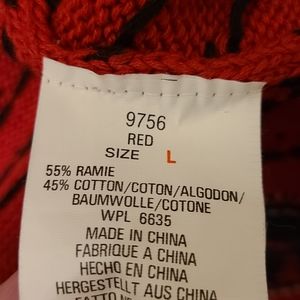 9756
RED
SIZE L
55% RAMIE
45% COTTON/COTON/ALGODON/
BAUMWOLLE/COTONE
WPL 6635
MADE IN CHINA
FABRIQUE A CHINA
HECHO EN CHINA
HERGESTELLT AUS CHINA
FATTO